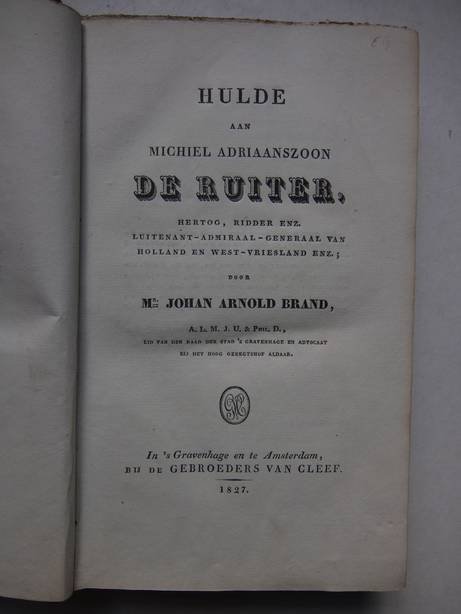 HULDE
AAN
MICHIEL ADRIAANSZOON
DE RUITER,
HERTOG, RIDDER ENZ.
LUITENANT-ADMIRAAL-GENERAAL VAN
HOLLAND EN WEST-VRIESLAND ENZ.;
DOOR
MR. JOHAN ARNOLD BRAND,
A. L. M. J. U. & PHIL. D.,
LID VAN DEN RAAD DER STAD 'S GRAVENHAGE EN ADVOCAAT
BIJ HET HOOG GEREGTSHOF ALDAAR.
In 's Gravenhage en te Amsterdam,
BIJ DE GEBROEDERS VAN CLEEF.
1827.